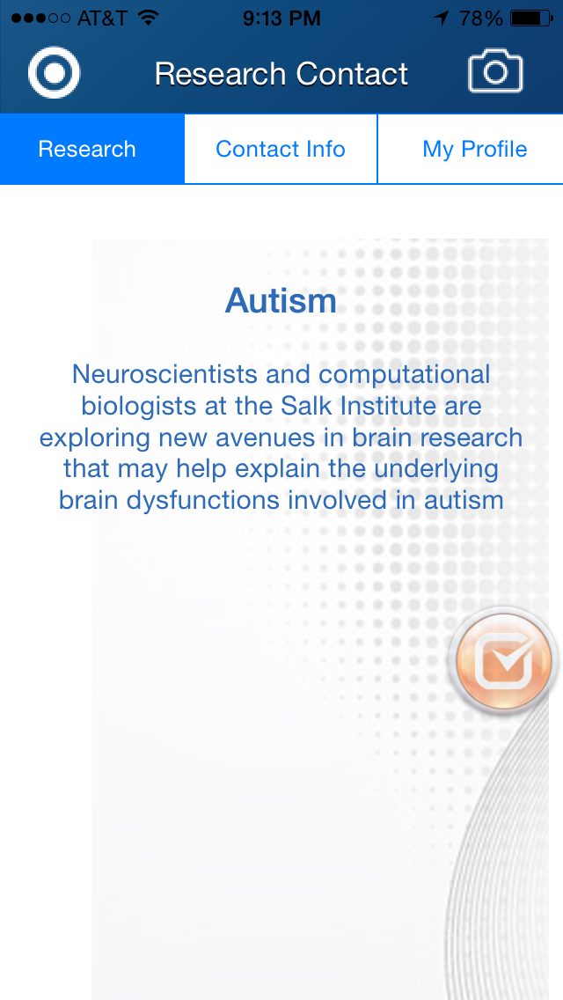 AT&T 9:13 PM 78%
Research Contact
Research Contact Info My Profile
Autism
Neuroscientists and computational
biologists at the Salk Institute are
exploring new avenues in brain research
that may help explain the underlying
brain dysfunctions involved in autism